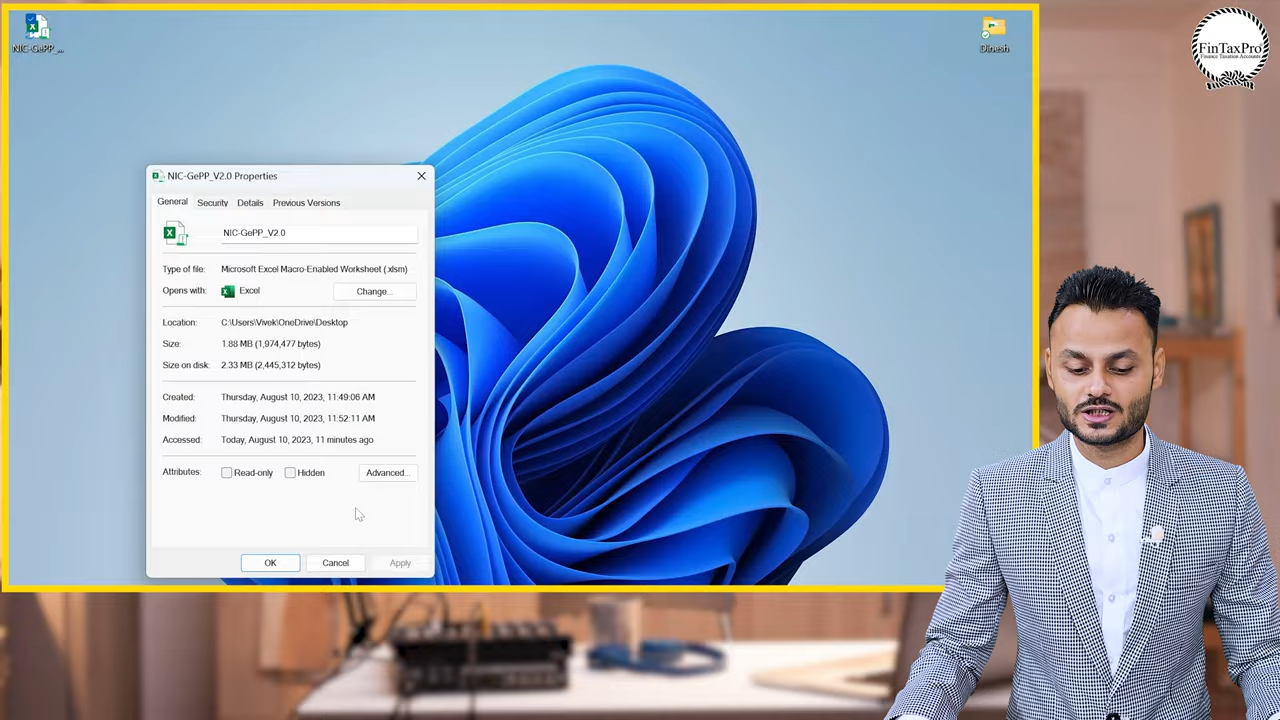 NIC-GePP_...
Dinesh
FinTaxPro
Finance Taxation Accounts
NIC-GePP_V2.0 Properties
General Security Details Previous Versions
NIC-GePP_V2.0
Type of file: Microsoft Excel Macro-Enabled Worksheet (.xlsm)
Opens with: Excel Change...
Location: C:\Users\Vivek\OneDrive\Desktop
Size: 1.88 MB (1,974,477 bytes)
Size on disk: 2.33 MB (2,445,312 bytes)
Created: Thursday, August 10, 2023, 11:49:06 AM
Modified: Thursday, August 10, 2023, 11:52:11 AM
Accessed: Today, August 10, 2023, 11 minutes ago
Attributes: Read-only Hidden Advanced...
OK Cancel Apply